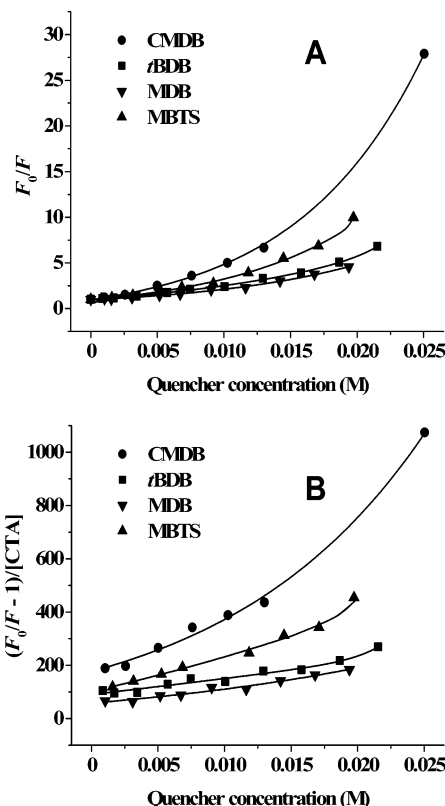 A
CMDB
tBDB
MDB
MBTS
F0/F
30
25
20
15
10
5
0
0 0.005 0.010 0.015 0.020 0.025
Quencher concentration (M)
B
CMDB
tBDB
MDB
MBTS
(F0/F - 1)/[CTA]
1000
800
600
400
200
0
0 0.005 0.010 0.015 0.020 0.025
Quencher concentration (M)